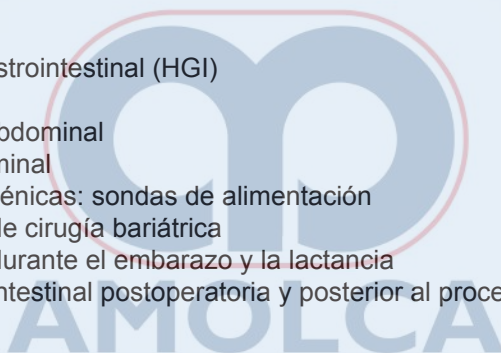 strointestinal (HGI)
bdominal
minal
énicas: sondas de alimentación
de cirugía bariátrica
durante el embarazo y la lactancia
ntestinal postoperatoria y posterior al proce
AMOLCA